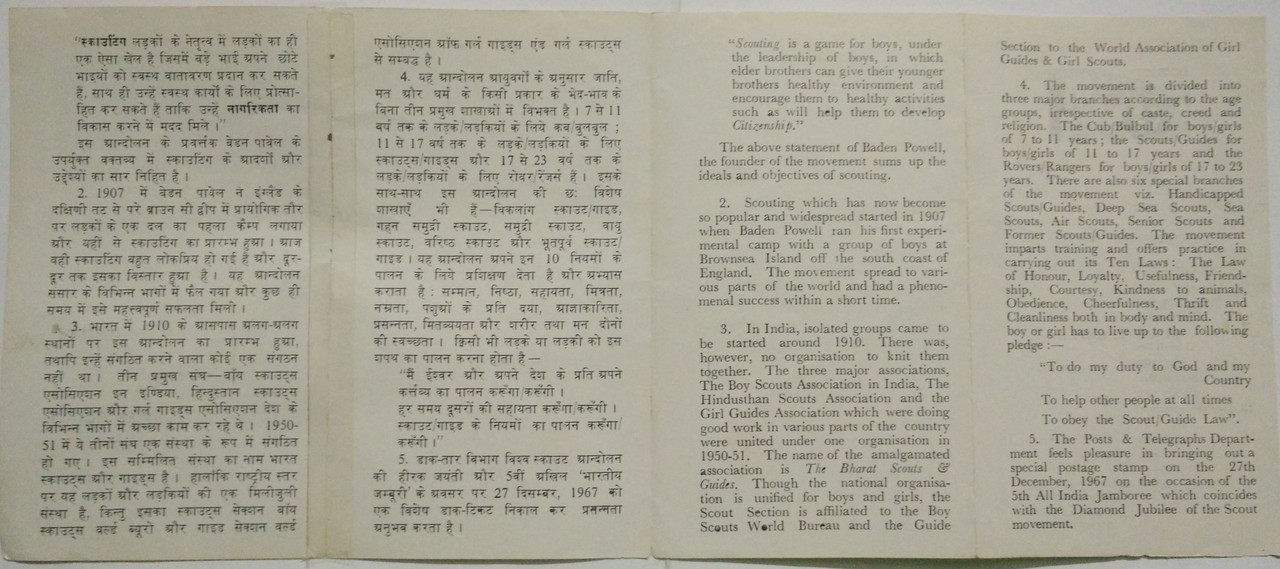 “स्काउटिंग लड़कों के नेतृत्व में लड़कों का ही
एक ऐसा खेल है जिसमें बड़े भाई अपने छोटे
भाइयों को स्वस्थ वातावरण प्रदान कर सकते
हैं, साथ ही उन्हें स्वस्थ कार्यों के लिए प्रोत्सा-
हित कर सकते हैं ताकि उन्हें नागरिकता का
विकास करने में मदद मिले।”
इस आन्दोलन के प्रवर्त्तक बेडन पावेल के
उपर्युक्त वक्तव्य में स्काउटिंग के आदर्शों और
उद्देश्यों का सार निहित है।
2. 1907 में बेडन पावेल ने इंग्लैंड के
दक्षिणी तट से परे ब्राउन सी द्वीप में प्रायोगिक तौर
पर लड़कों के एक दल का पहला कैम्प लगाया
और यहीं से स्काउटिंग का प्रारम्भ हुआ। आज
वही स्काउटिंग बहुत लोकप्रिय हो गई है और दूर-
दूर तक इसका विस्तार हुआ है। यह आन्दोलन
संसार के विभिन्न भागों में फैल गया और कुछ ही
समय में इसे महत्त्वपूर्ण सफलता मिली।
3. भारत में 1910 के आसपास अलग-अलग
स्थानों पर इस आन्दोलन का प्रारम्भ हुआ,
तथापि इन्हें संगठित करने वाला कोई एक संगठन
नहीं था। तीन प्रमुख संघ—बॉय स्काउट्स
एसोसिएशन इन इण्डिया, हिन्दुस्तान स्काउट्स
एसोसिएशन और गर्ल गाइड्स एसोसिएशन देश के
विभिन्न भागों में अच्छा काम कर रहे थे। 1950-
51 में ये तीनों संघ एक संस्था के रूप में संगठित
हो गए। इस सम्मिलित संस्था का नाम भारत
स्काउट्स और गाइड्स है। हालाँकि राष्ट्रीय स्तर
पर यह लड़कों और लड़कियों की एक मिलीजुली
संस्था है, किन्तु इसका स्काउट्स सेक्शन बॉय
स्काउट्स वर्ल्ड ब्यूरो और गाइड सेक्शन वर्ल्ड
एसोसिएशन ऑफ गर्ल गाइड्स एंड गर्ल स्काउट्स
से सम्बद्ध है।
4. यह आन्दोलन आयुवर्गों के अनुसार जाति,
मत और धर्म के किसी प्रकार के भेद-भाव के
बिना तीन प्रमुख शाखाओं में विभक्त है। 7 से 11
वर्ष तक के लड़के/लड़कियों के लिये कब/बुलबुल;
11 से 17 वर्ष तक के लड़के/लड़कियों के लिए
स्काउट्स/गाइड्स और 17 से 23 वर्ष तक के
लड़के/लड़कियों के लिए रोवर/रेंजर्स हैं। इसके
साथ-साथ इस आन्दोलन की छः विशेष
शाखाएँ भी हैं—विकलांग स्काउट/गाइड,
गहन समुद्री स्काउट, समुद्री स्काउट, वायु
स्काउट, वरिष्ठ स्काउट और भूतपूर्व स्काउट/
गाइड। यह आन्दोलन अपने इन 10 नियमों के
पालन के लिये प्रशिक्षण देता है और अभ्यास
कराता है : सम्मान, निष्ठा, सहायता, मित्रता,
नम्रता, पशुओं के प्रति दया, आज्ञाकारिता,
प्रसन्नता, मितव्ययता और शरीर तथा मन दोनों
की स्वच्छता। किसी भी लड़के या लड़की को इस
शपथ का पालन करना होता है—
“मैं ईश्वर और अपने देश के प्रति अपने
कर्त्तव्य का पालन करूँगा/करूँगी।
हर समय दूसरों की सहायता करूँगा/करूँगी।
स्काउट/गाइड के नियमों का पालन करूँगा/
करूँगी।”
5. डाक-तार विभाग विश्व स्काउट आन्दोलन
की हीरक जयंती और 5वीं अखिल ‘भारतीय
जम्बूरी’ के अवसर पर 27 दिसम्बर, 1967 को
एक विशेष डाक-टिकट निकाल कर प्रसन्नता
अनुभव करता है।
“Scouting is a game for boys, under
the leadership of boys, in which
elder brothers can give their younger
brothers healthy environment and
encourage them to healthy activities
such as will help them to develop
Citizenship.”
The above statement of Baden Powell,
the founder of the movement sums up the
ideals and objectives of scouting.
2. Scouting which has now become
so popular and widespread started in 1907
when Baden Powell ran his first experi-
mental camp with a group of boys at
Brownsea Island off the south coast of
England. The movement spread to vari-
ous parts of the world and had a pheno-
menal success within a short time.
3. In India, isolated groups came to
be started around 1910. There was,
however, no organisation to knit them
together. The three major associations,
The Boy Scouts Association in India, The
Hindusthan Scouts Association and the
Girl Guides Association which were doing
good work in various parts of the country
were united under one organisation in
1950-51. The name of the amalgamated
association is The Bharat Scouts &
Guides. Though the national organisa-
tion is unified for boys and girls, the
Scout Section is affiliated to the Boy
Scouts World Bureau and the Guide
Section to the World Association of Girl
Guides & Girl Scouts.
4. The movement is divided into
three major branches according to the age
groups, irrespective of caste, creed and
religion. The Cub/Bulbul for boys/girls
of 7 to 11 years; the Scouts/Guides for
boys/girls of 11 to 17 years and the
Rovers/Rangers for boys/girls of 17 to 23
years. There are also six special branches
of the movement viz. Handicapped
Scouts/Guides, Deep Sea Scouts, Sea
Scouts, Air Scouts, Senior Scouts and
Former Scouts/Guides. The movement
imparts training and offers practice in
carrying out its Ten Laws: The Law
of Honour, Loyalty, Usefulness, Friend-
ship, Courtesy, Kindness to animals,
Obedience, Cheerfulness, Thrift and
Cleanliness both in body and mind. The
boy or girl has to live up to the following
pledge :—
“To do my duty to God and my
Country
To help other people at all times
To obey the Scout/Guide Law”.
5. The Posts & Telegraphs Depart-
ment feels pleasure in bringing out a
special postage stamp on the 27th
December, 1967 on the occasion of the
5th All India Jamboree which coincides
with the Diamond Jubilee of the Scout
movement.